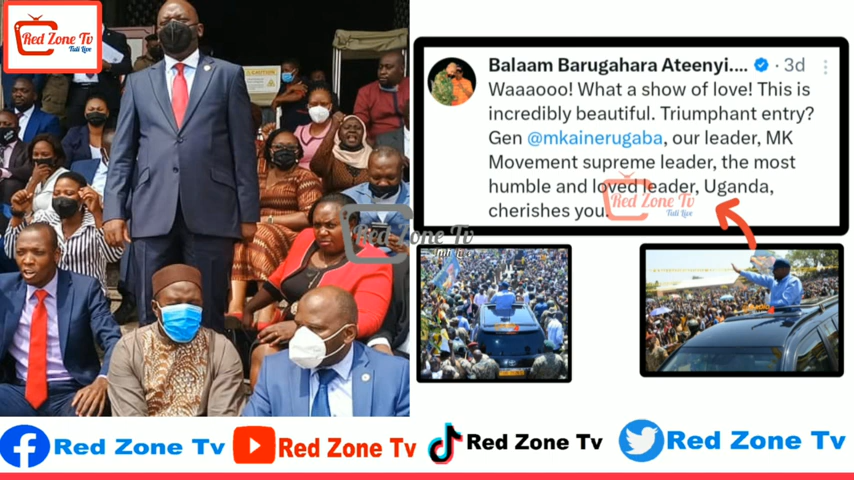 Red Zone Tv
Tuli Live
CAUTION
Balaam Barugahara Ateenyi.... · 3d
Waaaooo! What a show of love! This is
incredibly beautiful. Triumphant entry?
Gen @mkainerugaba, our leader, MK
Movement supreme leader, the most
humble and loved leader, Uganda,
cherishes you.
Red Zone Tv
Tuli Live
Red Zone Tv
Tuli Live
Red Zone Tv
Red Zone Tv
Red Zone Tv
Red Zone Tv